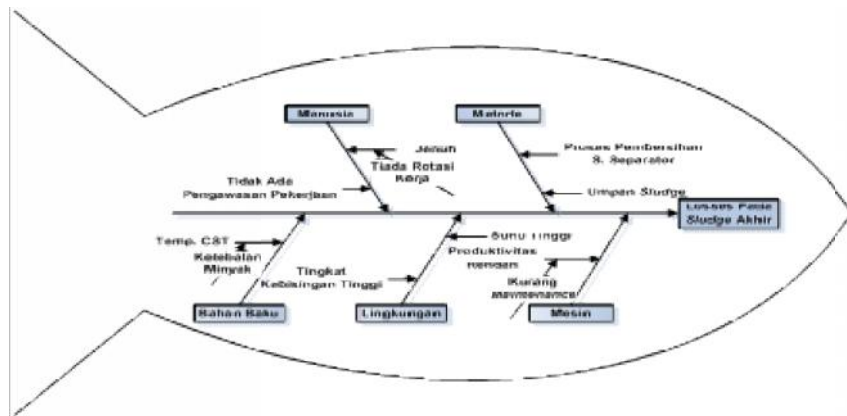 Manusia
Metode
Jenuh
Tiada Rotasi
Kerja
Proses Pembersihan
S. Separator
Tidak Ada
Pengawasan Pekerjaan
Umpan Sludge
Losses Pada
Sludge Akhir
Temp. CST
Ketebalan
Minyak
Suhu Tinggi
Produktivitas
Rendah
Tingkat
Kebisingan Tinggi
Kurang
Maintenance
Bahan Baku
Lingkungan
Mesin